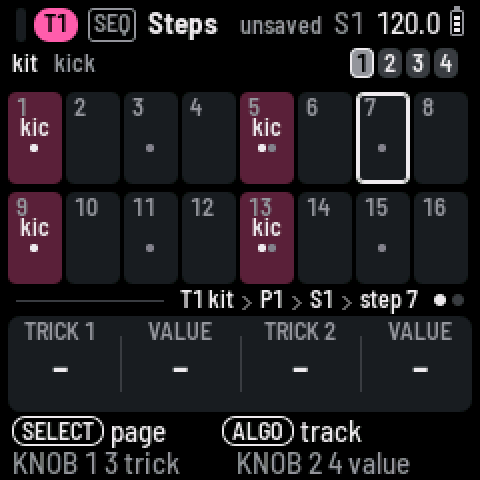 T1 SEQ Steps unsaved S1 120.0
kit kick 1 2 3 4
1 2 3 4 5 6 7 8
kic kic
9 10 11 12 13 14 15 16
kic kic
T1 kit > P1 > S1 > step 7
TRICK 1 VALUE TRICK 2 VALUE
– – – –
SELECT page ALGO track
KNOB 1 3 trick KNOB 2 4 value